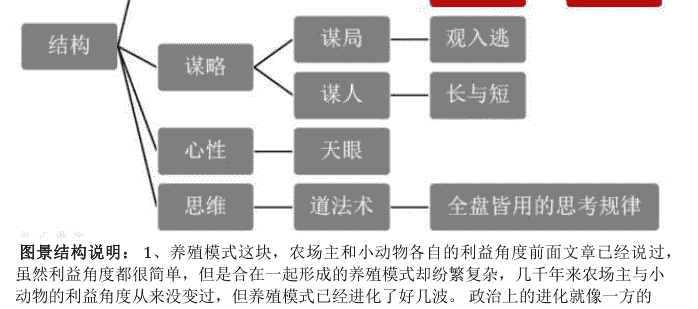 谋局
观入逃
结构
谋略
谋人
长与短
心性
天眼
思维
道法术
全盘皆用的思考规律
图景结构说明： 1、养殖模式这块，农场主和小动物各自的利益角度前面文章已经说过，
虽然利益角度都很简单，但是合在一起形成的养殖模式却纷繁复杂，几千年来农场主与小
动物的利益角度从来没变过，但养殖模式已经进化了好几波。 政治上的进化就像一方的